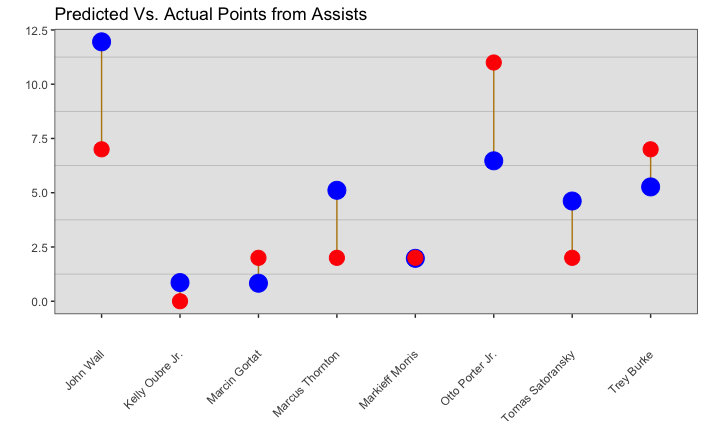 Predicted Vs. Actual Points from Assists
12.5
10.0
7.5
5.0
2.5
0.0
John Wall
Kelly Oubre Jr.
Marcin Gortat
Marcus Thornton
Markieff Morris
Otto Porter Jr.
Tomas Satoransky
Trey Burke